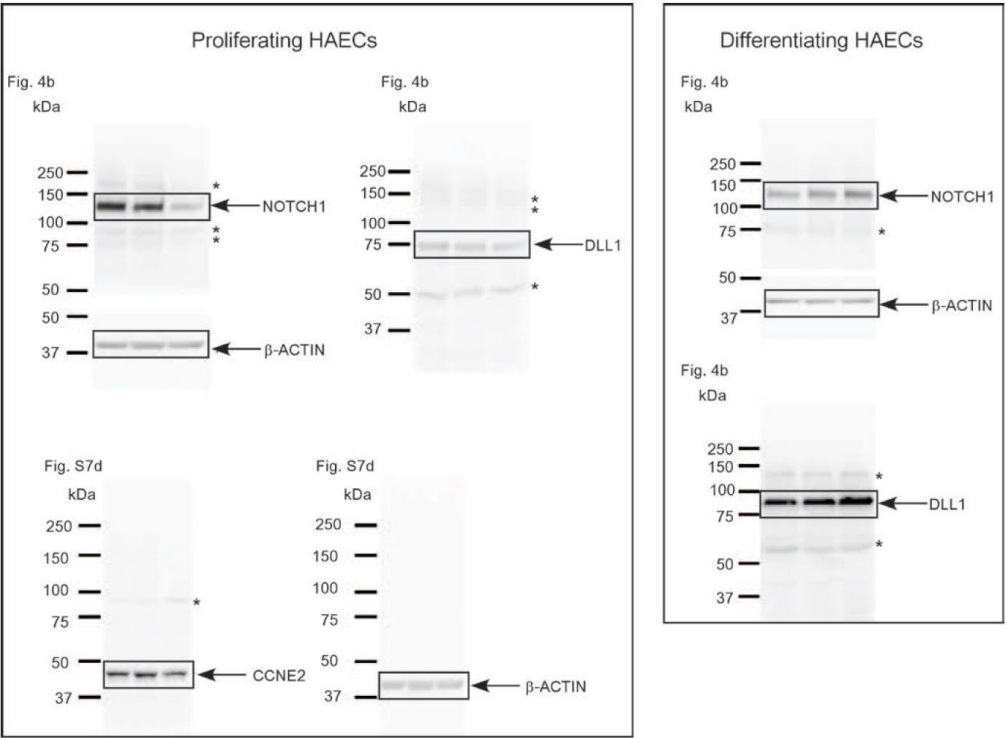 Proliferating HAECs
Fig. 4b
kDa
250
150
100
75
50
50
37
*
NOTCH1
*
*
β-ACTIN
Fig. 4b
kDa
250
150
100
75
50
37
*
*
DLL1
*
Fig. S7d
kDa
250
150
100
75
50
37
*
CCNE2
Fig. S7d
kDa
250
150
100
75
50
37
β-ACTIN
Differentiating HAECs
Fig. 4b
kDa
250
150
100
75
50
37
NOTCH1
*
β-ACTIN
Fig. 4b
kDa
250
150
100
75
50
37
*
DLL1
*